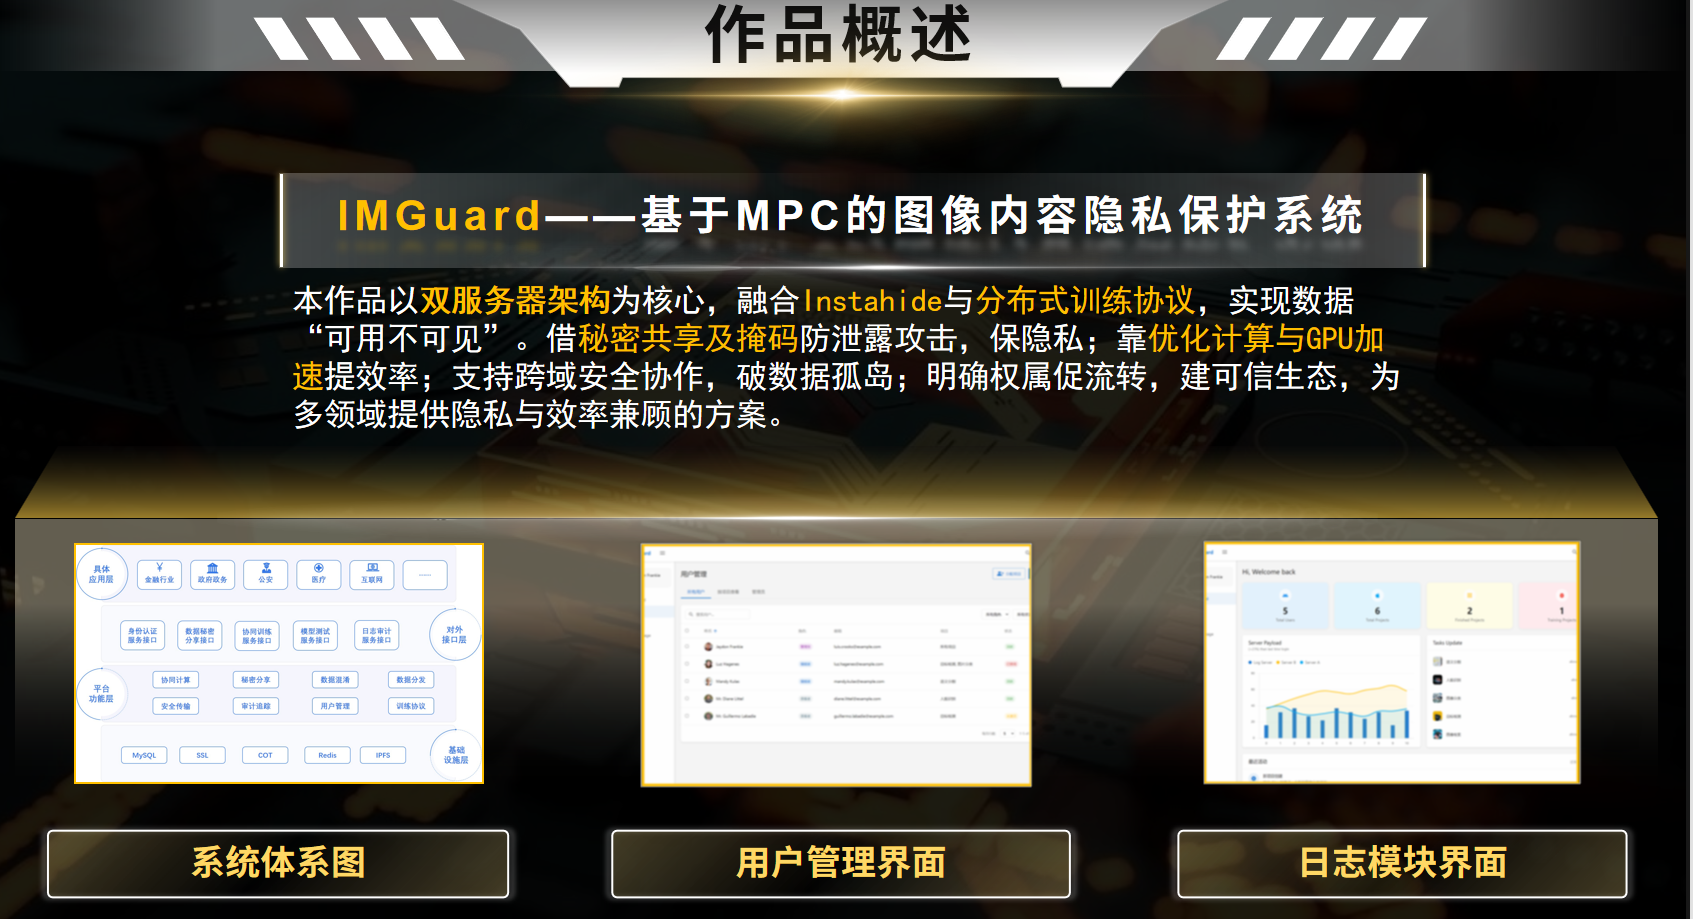 作品概述
IMGuard——基于MPC的图像内容隐私保护系统
本作品以双服务器架构为核心，融合Instahide与分布式训练协议，实现数据
“可用不可见”。借秘密共享及掩码防泄露攻击，保隐私；靠优化计算与GPU加
速提效率；支持跨域安全协作，破数据孤岛；明确权属促流转，建可信生态，为
多领域提供隐私与效率兼顾的方案。
具体
应用层
金融行业
政府政务
公安
医疗
互联网
身份认证
服务接口
数据秘密
分享接口
协同训练
服务接口
模型测试
服务接口
日志审计
服务接口
对外
接口层
平台
功能层
协同计算
秘密分享
数据混淆
数据分发
安全传输
审计追踪
用户管理
训练协议
MySQL
SSL
COT
Redis
IPFS
基础
设施层
用户管理
Hi, Welcome back
5
6
2
1
Total Users
Total Projects
Finished Projects
Server Payload
Tasks Update
系统体系图
用户管理界面
日志模块界面